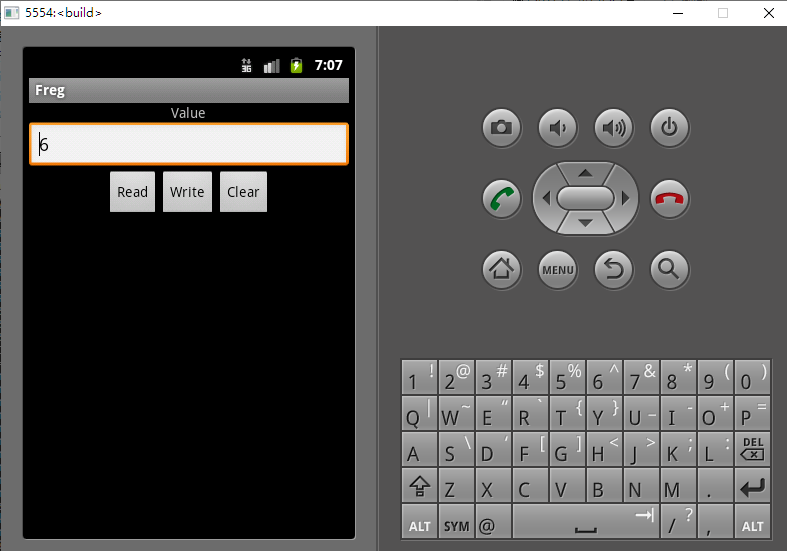 5554:<build>
3G 7:07
Freg
Value
6
Read Write Clear
MENU
1 ! 2 @ 3 # 4 $ 5 % 6 ^ 7 & 8 * 9 ( 0 )
Q | W ~ E “ R ` T { Y } U _ I - O + P =
A S \ D ‘ F [ G ] H < J > K ; L : DEL
Z X C V B N M .
ALT SYM @ / ? , ALT